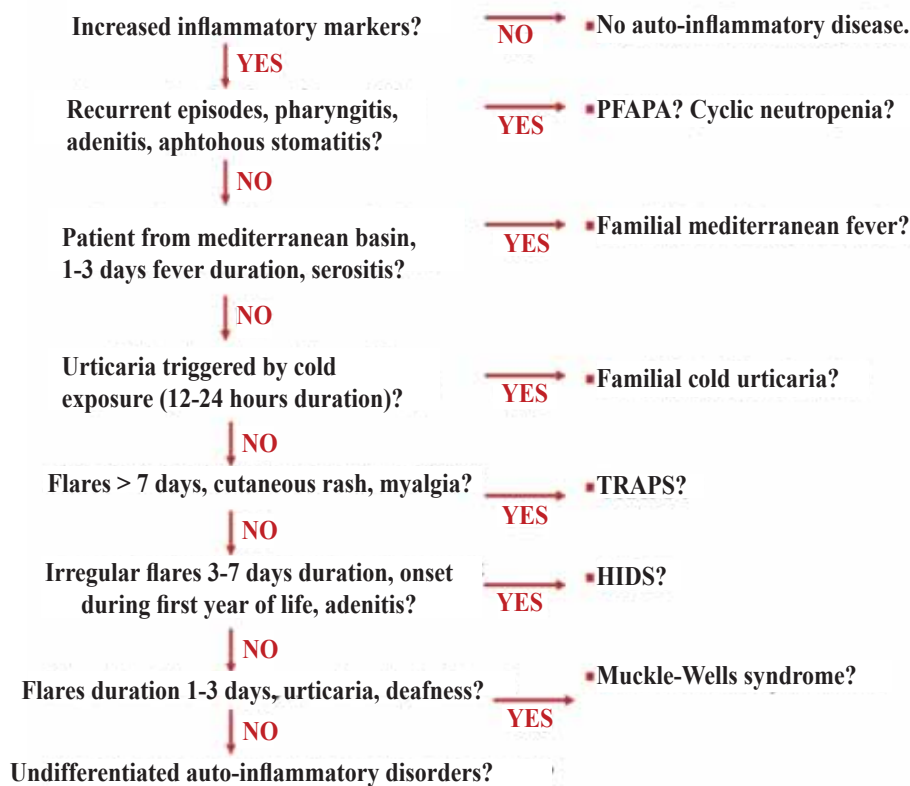 Increased inflammatory markers?
NO
▪No auto-inflammatory disease.
YES
Recurrent episodes, pharyngitis,
adenitis, aphtohous stomatitis?
YES
▪PFAPA? Cyclic neutropenia?
NO
Patient from mediterranean basin,
1-3 days fever duration, serositis?
YES
▪Familial mediterranean fever?
NO
Urticaria triggered by cold
exposure (12-24 hours duration)?
YES
▪Familial cold urticaria?
NO
Flares > 7 days, cutaneous rash, myalgia?
YES
▪TRAPS?
NO
Irregular flares 3-7 days duration, onset
during first year of life, adenitis?
YES
▪HIDS?
NO
Flares duration 1-3 days, urticaria, deafness?
YES
▪Muckle-Wells syndrome?
NO
Undifferentiated auto-inflammatory disorders?